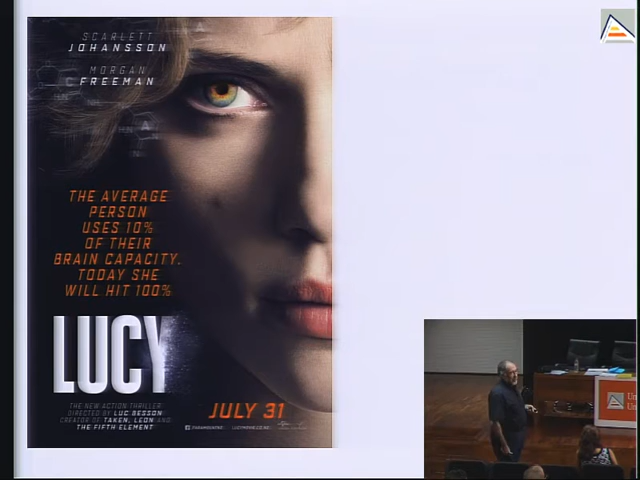 SCARLETT
JOHANSSON
MORGAN
FREEMAN
THE AVERAGE
PERSON
USES 10%
OF THEIR
BRAIN CAPACITY.
TODAY SHE
WILL HIT 100%
LUCY
THE NEW ACTION THRILLER
DIRECTED BY LUC BESSON
CREATOR OF TAKEN, LEON AND
THE FIFTH ELEMENT
JULY 31